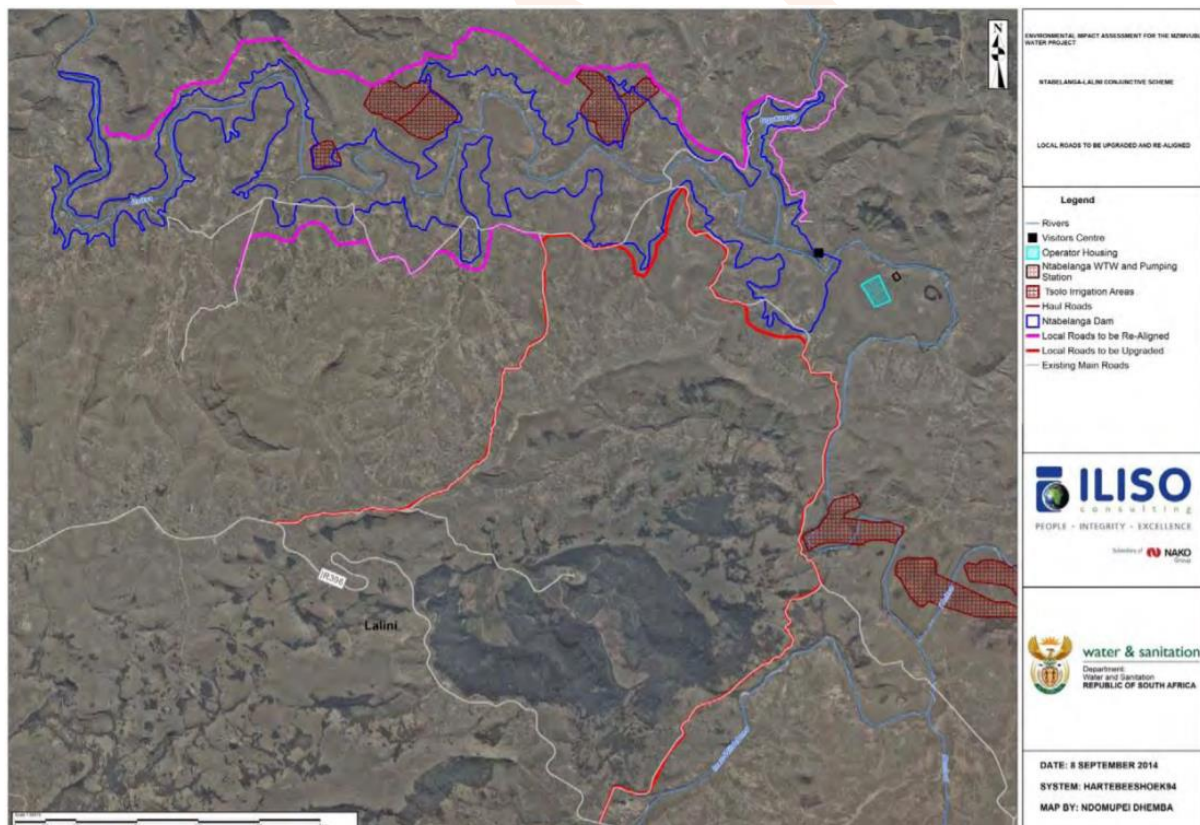 ENVIRONMENTAL IMPACT ASSESSMENT FOR THE MZIMVUBU
WATER PROJECT
NTABELANGA-LALINI CONJUNCTIVE SCHEME
LOCAL ROADS TO BE UPGRADED AND RE-ALIGNED
N
Legend
Rivers
Visitors Centre
Operator Housing
Ntabelanga WTW and Pumping
Station
Tsolo Irrigation Areas
Haul Roads
Ntabelanga Dam
Local Roads to be Re-Aligned
Local Roads to be Upgraded
Existing Main Roads
ILISO
consulting
PEOPLE - INTEGRITY - EXCELLENCE
NAKO
Group
water & sanitation
Department:
Water and Sanitation
REPUBLIC OF SOUTH AFRICA
DATE: 8 SEPTEMBER 2014
SYSTEM: HARTEBEESHOEK94
MAP BY: NDOMUPEI DHEMBA
Lalini